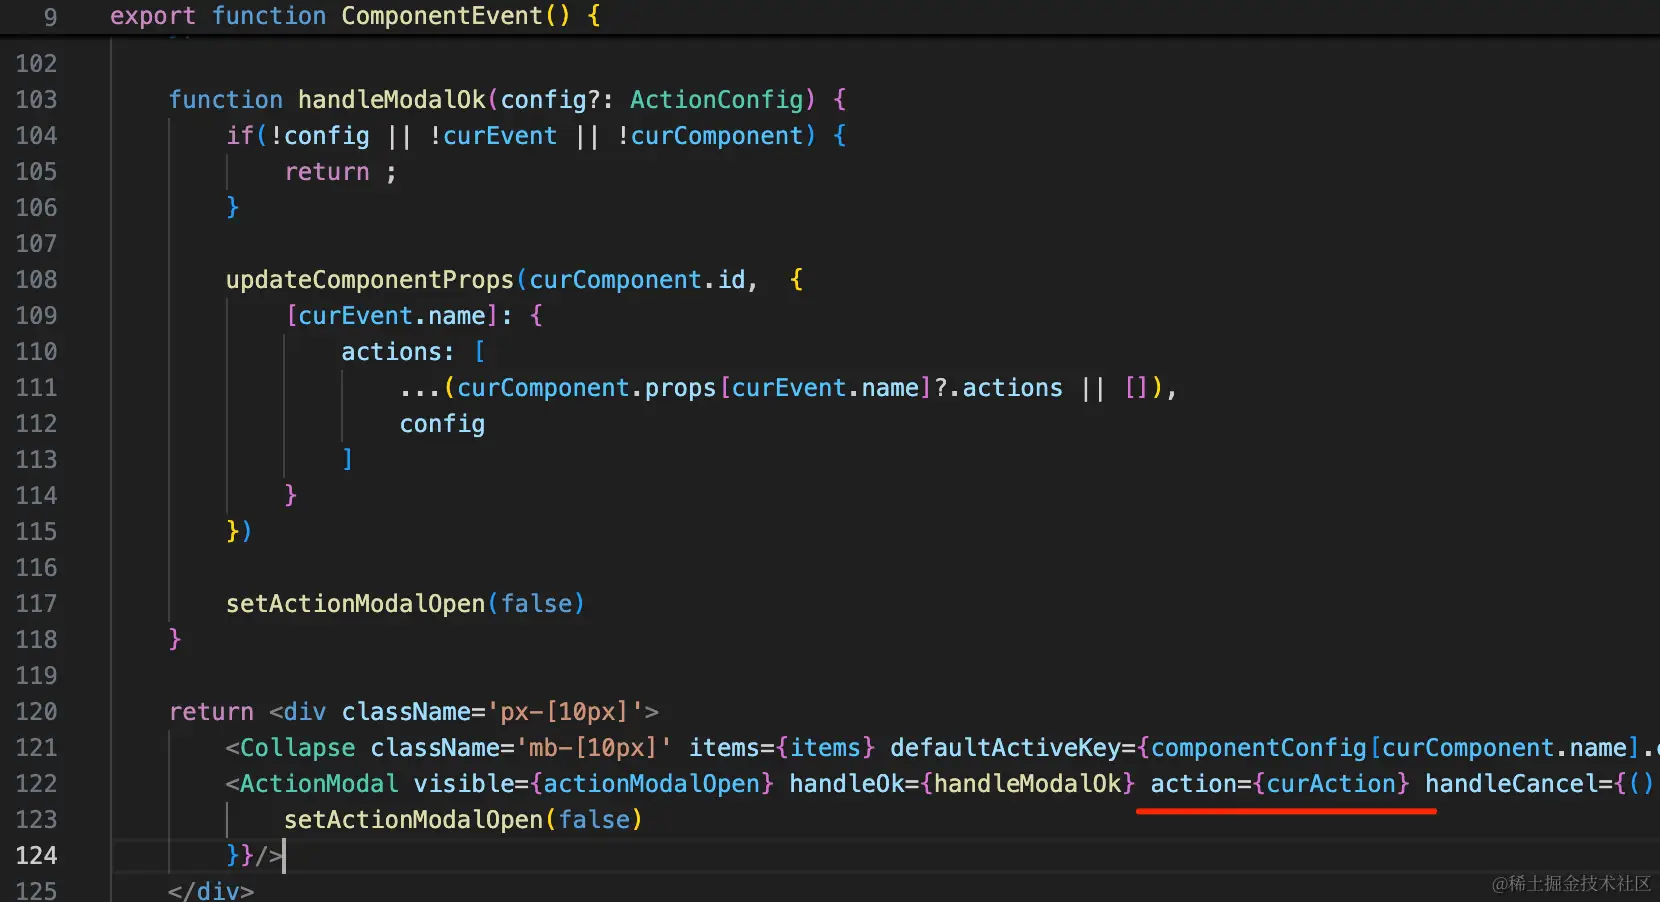 9 export function ComponentEvent() {
102
103 function handleModalOk(config?: ActionConfig) {
104 if(!config || !curEvent || !curComponent) {
105 return ;
106 }
107
108 updateComponentProps(curComponent.id, {
109 [curEvent.name]: {
110 actions: [
111 ...(curComponent.props[curEvent.name]?.actions || []),
112 config
113 ]
114 }
115 })
116
117 setActionModalOpen(false)
118 }
119
120 return <div className='px-[10px]'>
121 <Collapse className='mb-[10px]' items={items} defaultActiveKey={componentConfig[curComponent.name].
122 <ActionModal visible={actionModalOpen} handleOk={handleModalOk} action={curAction} handleCancel={()
123 setActionModalOpen(false)
124 }}/>
125 </div>
@稀土掘金技术社区